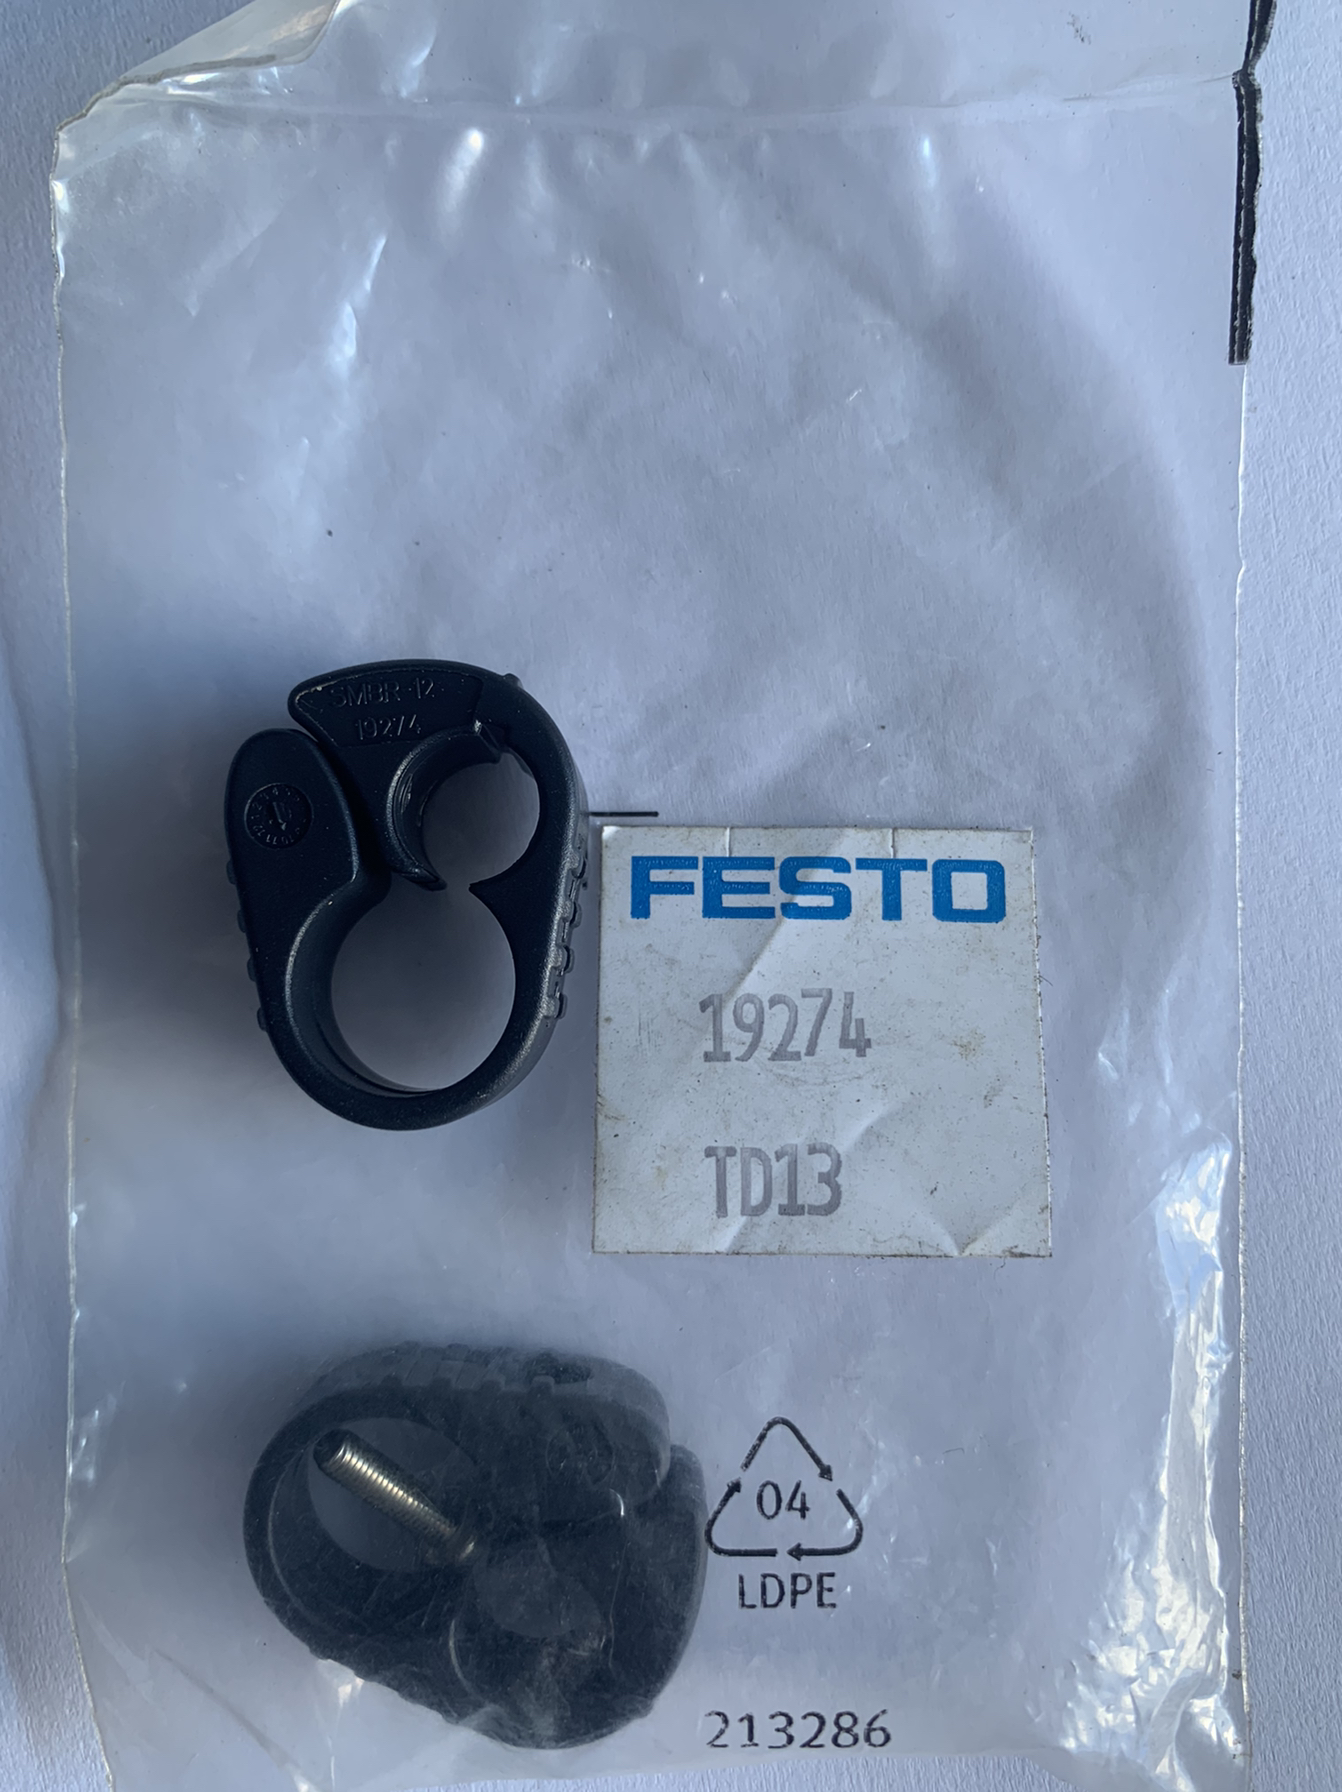 SMBR-12
19274
FESTO
19274
TD13
04
LDPE
213286